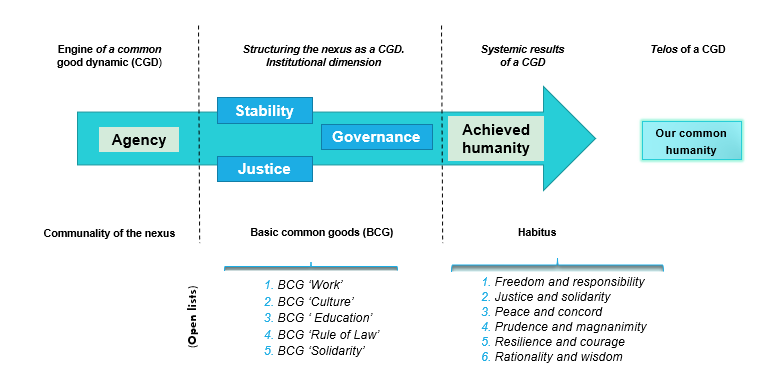 Engine of a common
good dynamic (CGD)
Structuring the nexus as a CGD.
Institutional dimension
Systemic results
of a CGD
Telos of a CGD
Agency
Stability
Justice
Governance
Achieved
humanity
Our common
humanity
Communality of the nexus
Basic common goods (BCG)
Habitus
(Open lists)
1. BCG ‘Work’
2. BCG ‘Culture’
3. BCG ‘ Education’
4. BCG ‘Rule of Law’
5. BCG ‘Solidarity’
1. Freedom and responsibility
2. Justice and solidarity
3. Peace and concord
4. Prudence and magnanimity
5. Resilience and courage
6. Rationality and wisdom